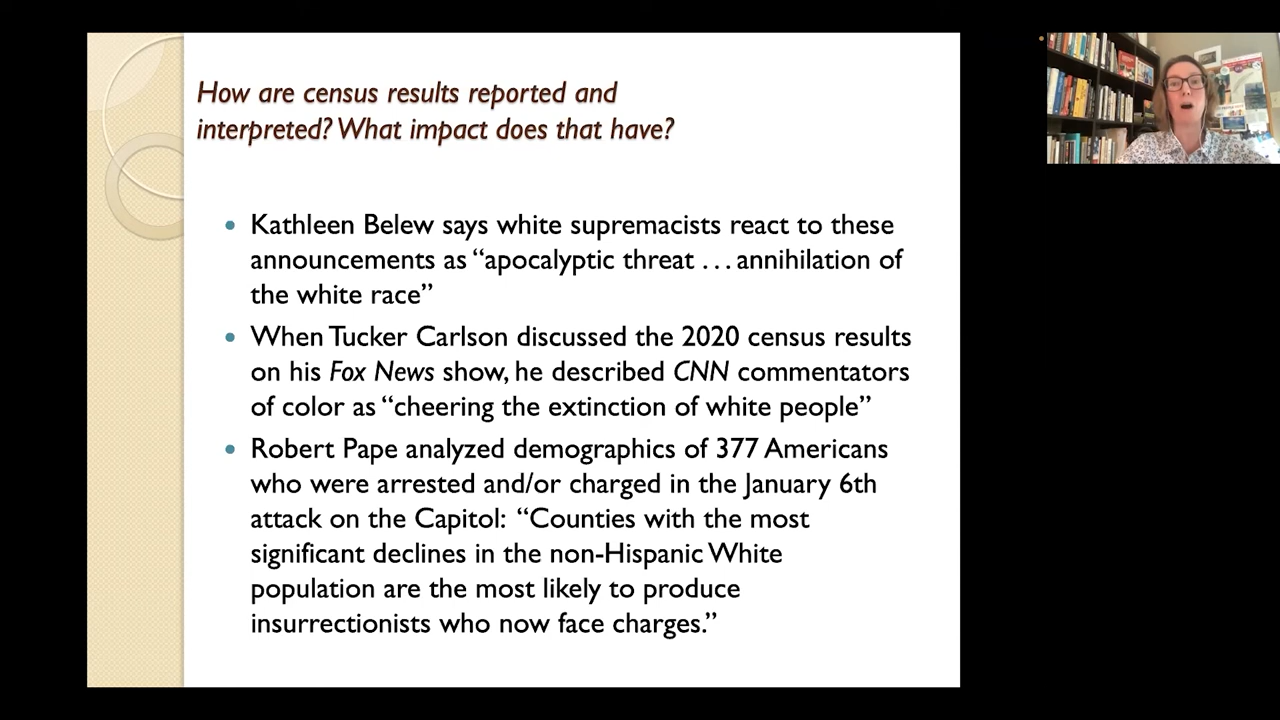 How are census results reported and
interpreted? What impact does that have?
• Kathleen Belew says white supremacists react to these
announcements as “apocalyptic threat . . . annihilation of
the white race”
• When Tucker Carlson discussed the 2020 census results
on his Fox News show, he described CNN commentators
of color as “cheering the extinction of white people”
• Robert Pape analyzed demographics of 377 Americans
who were arrested and/or charged in the January 6th
attack on the Capitol: “Counties with the most
significant declines in the non-Hispanic White
population are the most likely to produce
insurrectionists who now face charges.”